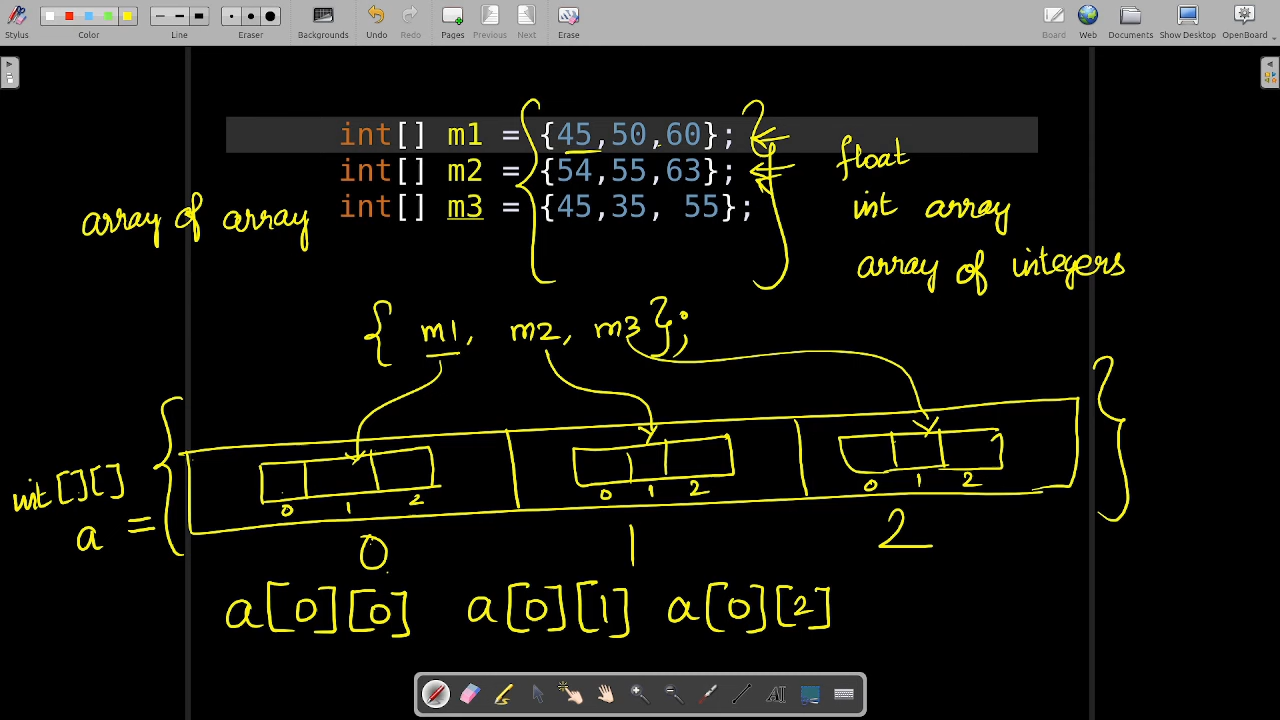 Stylus Color Line Eraser Backgrounds Undo Redo Pages Previous Next Erase Board Web Documents Show Desktop OpenBoard
int[] m1 = {45,50,60};
int[] m2 = {54,55,63};
int[] m3 = {45,35, 55};
float
array of array
int array
array of integers
{ m1, m2, m3 };
int[][]
a = {
0 1 2
0 1 2
0 1 2
}
0 1 2
a[0][0] a[0][1] a[0][2]